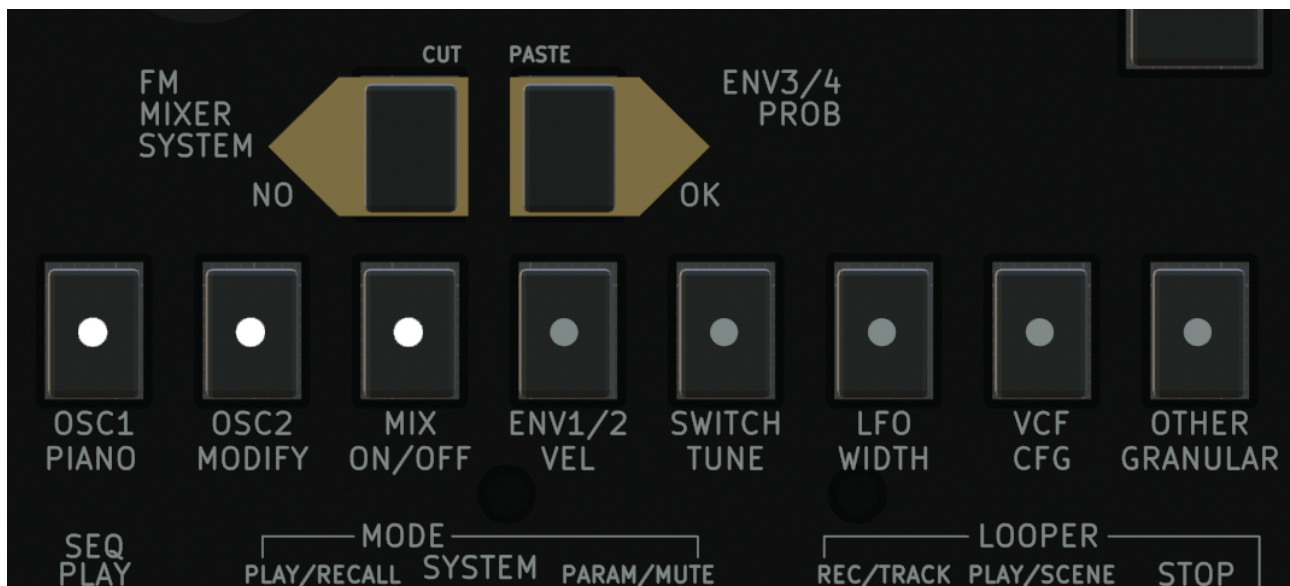 CUT PASTE
FM
MIXER
SYSTEM
ENV3/4
PROB
NO
OK
OSC1
PIANO
OSC2
MODIFY
MIX
ON/OFF
ENV1/2
VEL
SWITCH
TUNE
LFO
WIDTH
VCF
CFG
OTHER
GRANULAR
SEQ
PLAY
MODE
PLAY/RECALL SYSTEM PARAM/MUTE
LOOPER
REC/TRACK PLAY/SCENE STOP